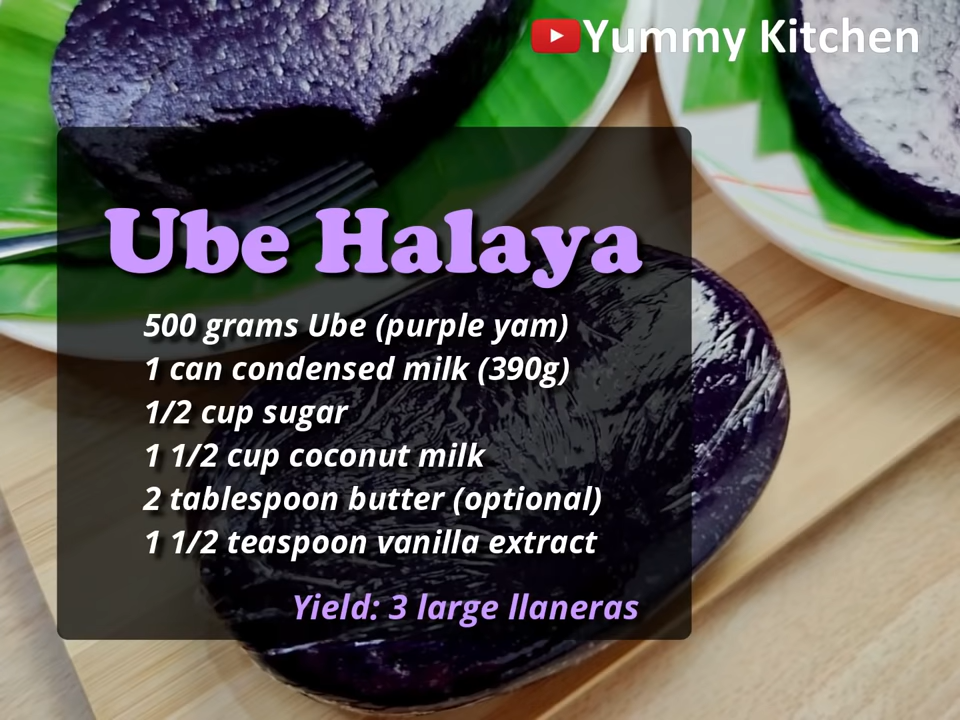 Yummy Kitchen
Ube Halaya
500 grams Ube (purple yam)
1 can condensed milk (390g)
1/2 cup sugar
1 1/2 cup coconut milk
2 tablespoon butter (optional)
1 1/2 teaspoon vanilla extract
Yield: 3 large llaneras